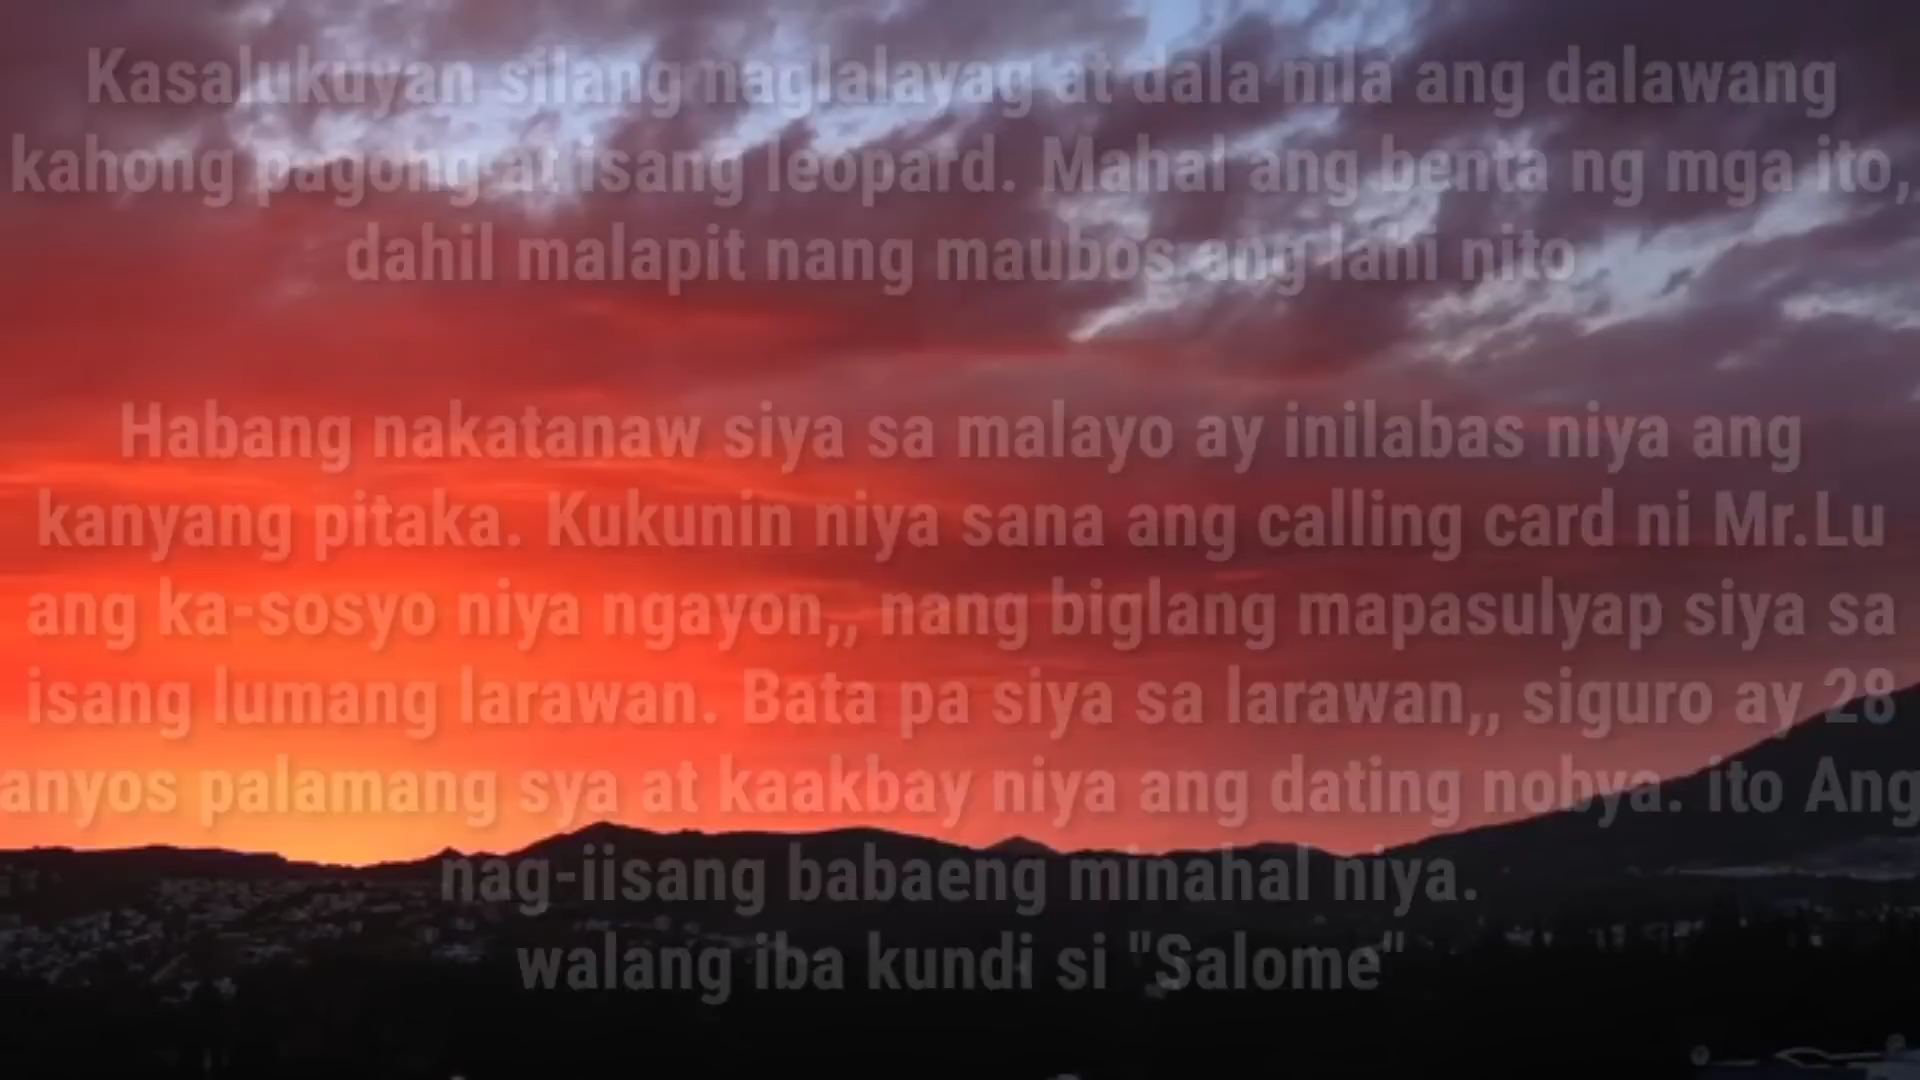 Kasalukuyan silang naglalayag at dala nila ang dalawang
kahong pagong at isang leopard. Mahal ang benta ng mga ito,,
dahil malapit nang maubos ang lahi nito
Habang nakatanaw siya sa malayo ay inilabas niya ang
kanyang pitaka. Kukunin niya sana ang calling card ni Mr.Lu
ang ka-sosyo niya ngayon,, nang biglang mapasulyap siya sa
isang lumang larawan. Bata pa siya sa larawan,, siguro ay 28
anyos palamang sya at kaakbay niya ang dating nobya. ito Ang
nag-iisang babaeng minahal niya.
walang iba kundi si "Salome"